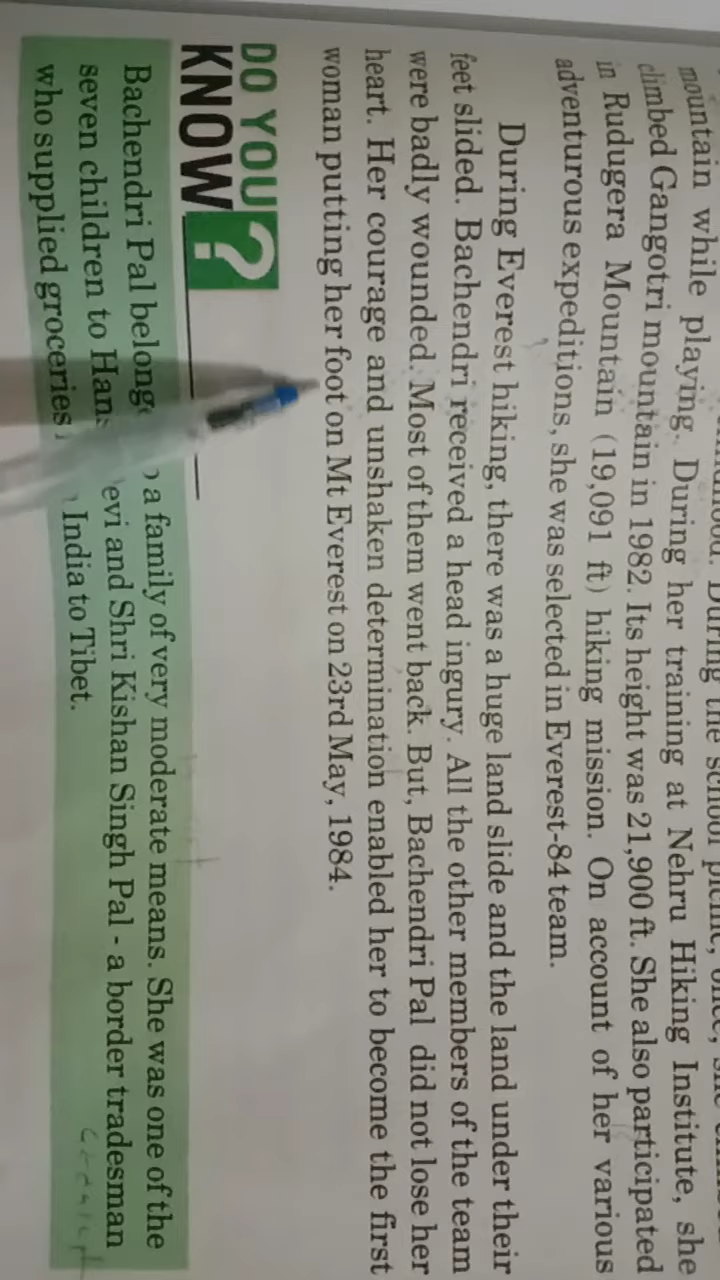 mountain while playing. During her training at Nehru Hiking Institute, she
climbed Gangotri mountain in 1982. Its height was 21,900 ft. She also participated
in Rudugera Mountain (19,091 ft) hiking mission. On account of her various
adventurous expeditions, she was selected in Everest-84 team.
During Everest hiking, there was a huge land slide and the land under their
feet slided. Bachendri received a head ingury. All the other members of the team
were badly wounded. Most of them went back. But, Bachendri Pal did not lose her
heart. Her courage and unshaken determination enabled her to become the first
woman putting her foot on Mt Everest on 23rd May, 1984.
DO YOU
KNOW ?
Bachendri Pal a family of very moderate means. She was one of the
seven children to and Shri Kishan Singh Pal - a border tradesman
who supplied groceries India to Tibet.